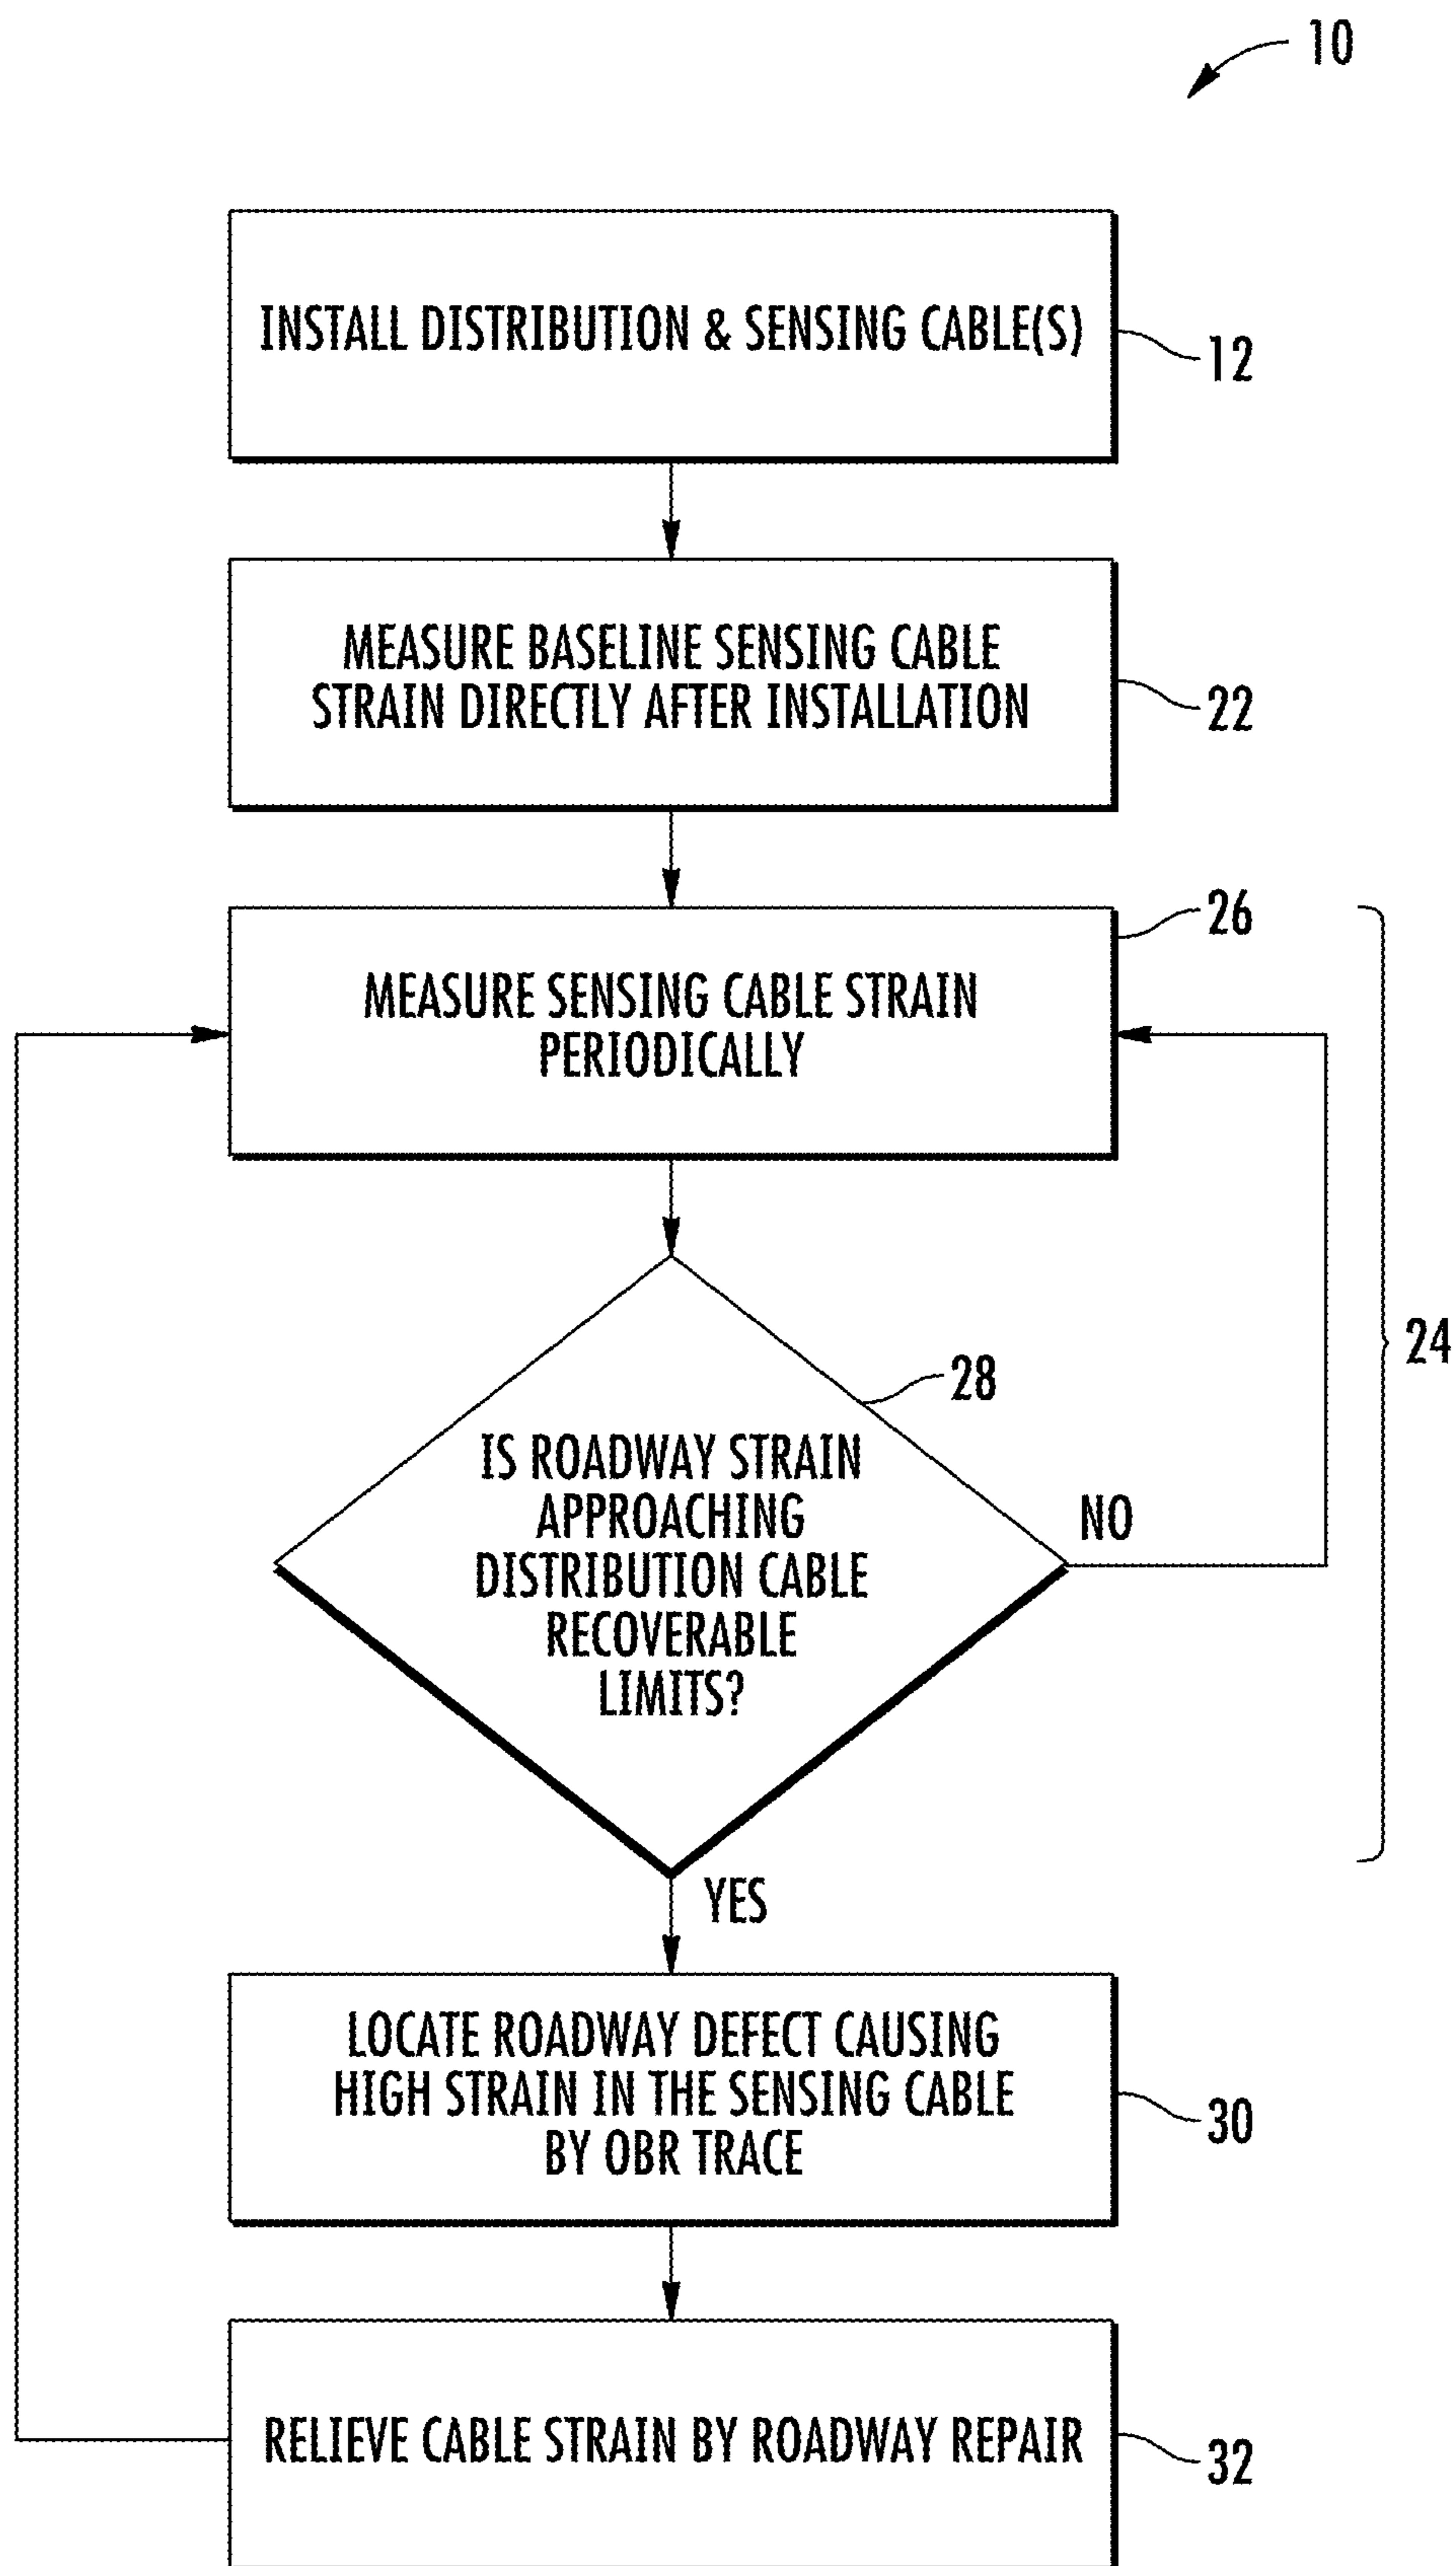 10
INSTALL DISTRIBUTION & SENSING CABLE(S)
12
MEASURE BASELINE SENSING CABLE
STRAIN DIRECTLY AFTER INSTALLATION
22
26
MEASURE SENSING CABLE STRAIN
PERIODICALLY
24
28
IS ROADWAY STRAIN
APPROACHING
DISTRIBUTION CABLE
RECOVERABLE
LIMITS?
NO
YES
LOCATE ROADWAY DEFECT CAUSING
HIGH STRAIN IN THE SENSING CABLE
BY OBR TRACE
30
RELIEVE CABLE STRAIN BY ROADWAY REPAIR
32